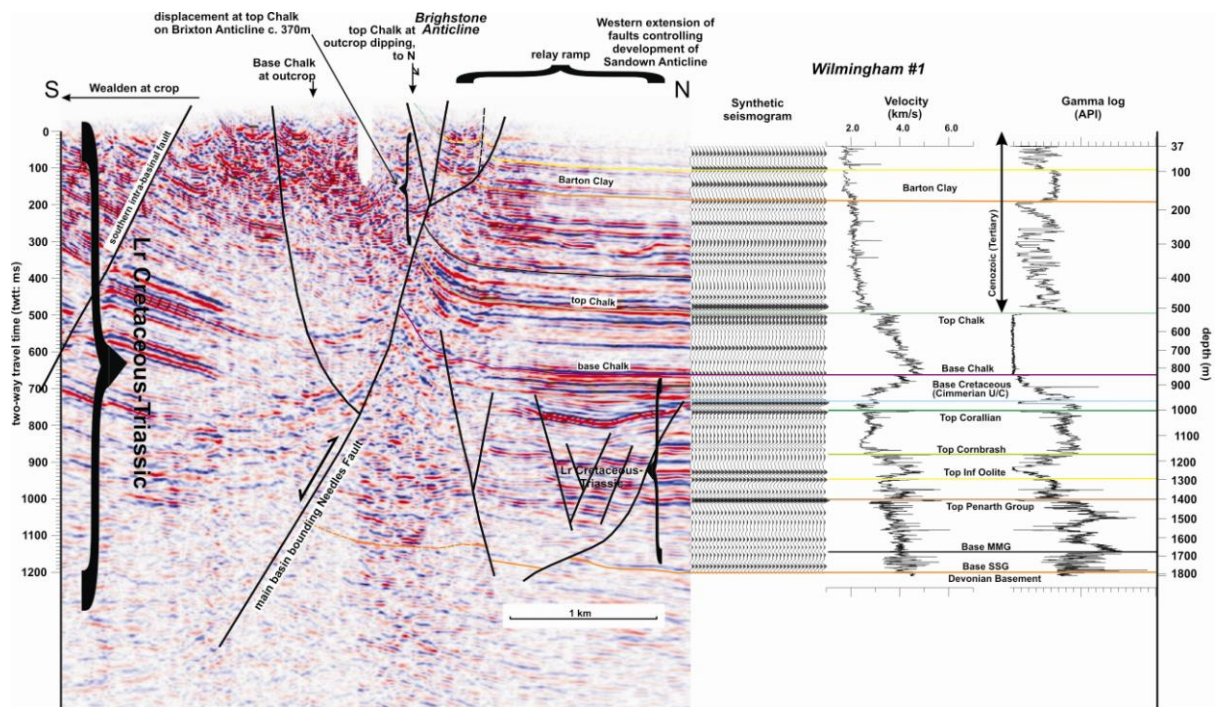 displacement at top Chalk
on Brixton Anticline c. 370m
Brighstone
Anticline
top Chalk at
outcrop dipping,
to N
Western extension of
faults controlling
development of
Sandown Anticline
relay ramp
Base Chalk
at outcrop
S
Wealden at crop
N
Wilmingham #1
Synthetic
seismogram
Velocity
(km/s)
2.0 4.0 6.0
Gamma log
(API)
two-way travel time (twtt: ms)
0
100
200
300
400
500
600
700
800
900
1000
1100
1200
southern intra-basinal fault
Lr Cretaceous-Triassic
main bounding basin Needles Fault
Barton Clay
top Chalk
base Chalk
Lr Cretaceous-
Triassic
1 km
Barton Clay
Cenozoic (Tertiary)
Top Chalk
Base Chalk
Base Cretaceous
(Cimmerian U/C)
Top Corallian
Top Cornbrash
Top Inf Oolite
Top Penarth Group
Base MMG
Base SSG
Devonian Basement
37
100
200
300
400
500
600
700
800
900
1000
1100
1200
1300
1400
1500
1600
1700
1800
depth (m)